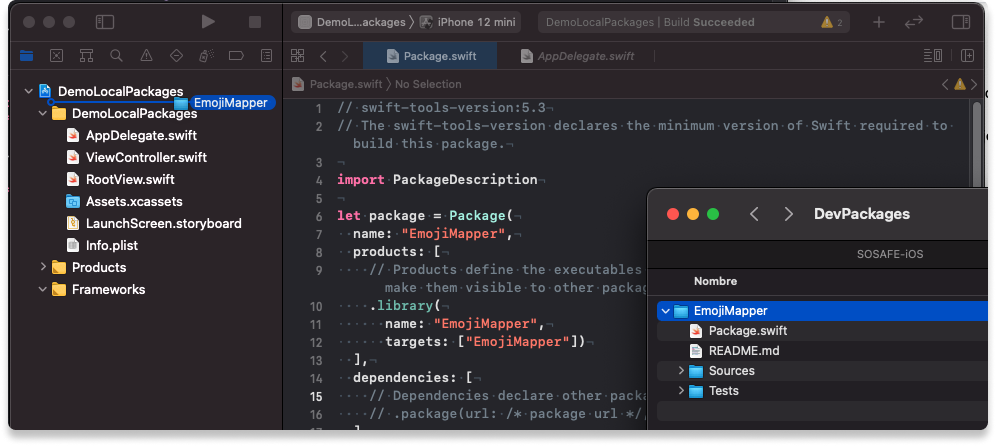 DemoL...ackages
iPhone 12 mini
DemoLocalPackages | Build Succeeded
2
Package.swift
AppDelegate.swift
Package.swift
No Selection
DemoLocalPackages
EmojiMapper
DemoLocalPackages
AppDelegate.swift
ViewController.swift
RootView.swift
Assets.xcassets
LaunchScreen.storyboard
Info.plist
Products
Frameworks
1 // swift-tools-version:5.3
2 // The swift-tools-version declares the minimum version of Swift required to
build this package.
3
4 import PackageDescription
5
6 let package = Package(
7 name: "EmojiMapper",
8 products: [
9 // Products define the executables
make them visible to other packag
10 .library(
11 name: "EmojiMapper",
12 targets: ["EmojiMapper"])
13 ],
14 dependencies: [
15 // Dependencies declare other packa
16 // .package(url: /* package url */,
17 ]
DevPackages
SOSAFE-iOS
Nombre
EmojiMapper
Package.swift
README.md
Sources
Tests